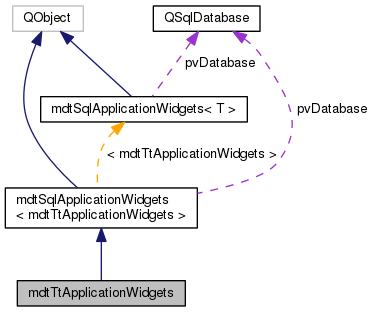 QObject
QSqlDatabase
pvDatabase
mdtSqlApplicationWidgets< T >
pvDatabase
< mdtTtApplicationWidgets >
mdtSqlApplicationWidgets
< mdtTtApplicationWidgets >
mdtTtApplicationWidgets